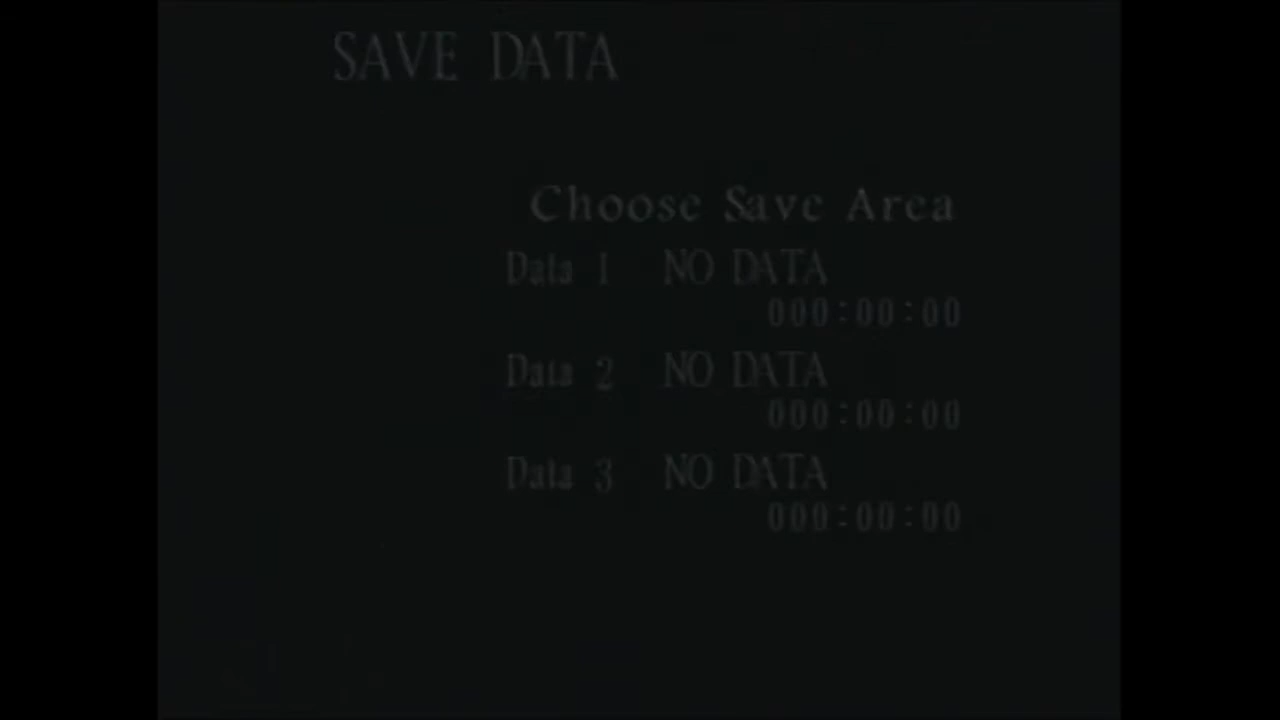 SAVE DATA
Choose Save Area
Data 1 NO DATA
000:00:00
Data 2 NO DATA
000:00:00
Data 3 NO DATA
000:00:00